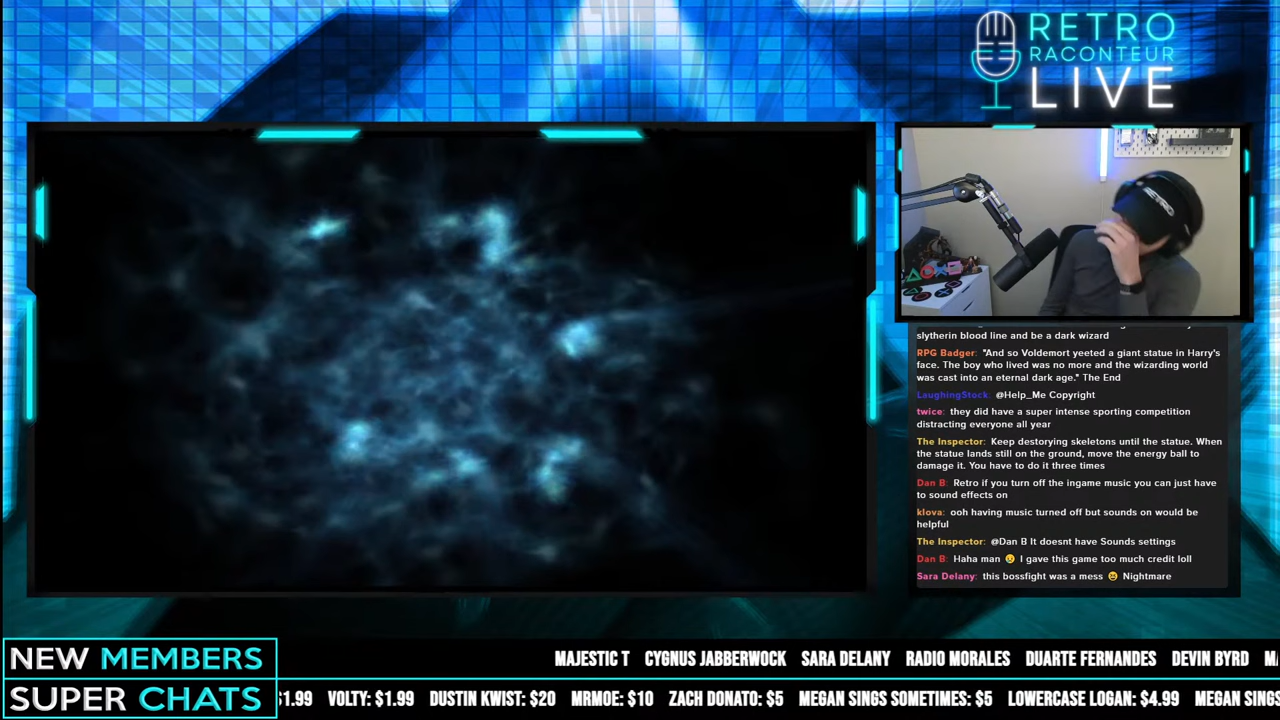 RETRO
RACONTEUR
LIVE
slytherin blood line and be a dark wizard
RPG Badger: "And so Voldemort yeeted a giant statue in Harry's
face. The boy who lived was no more and the wizarding world
was cast into an eternal dark age." The End
LaughingStock: @Help_Me Copyright
twice: they did have a super intense sporting competition
distracting everyone all year
The Inspector: Keep destorying skeletons until the statue. When
the statue lands still on the ground, move the energy ball to
damage it. You have to do it three times
Dan B: Retro if you turn off the ingame music you can just have
to sound effects on
klova: ooh having music turned off but sounds on would be
helpful
The Inspector: @Dan B It doesnt have Sounds settings
Dan B: Haha man 😢 I gave this game too much credit loll
Sara Delany: this bossfight was a mess 😆 Nightmare
NEW MEMBERS
MAJESTIC T CYGNUS JABBERWOCK SARA DELANY RADIO MORALES DUARTE FERNANDES DEVIN BYRD
SUPER CHATS
$1.99 VOLTY: $1.99 DUSTIN KWIST: $20 MRMOE: $10 ZACH DONATO: $5 MEGAN SINGS SOMETIMES: $5 LOWERCASE LOGAN: $4.99 MEGAN SINGS